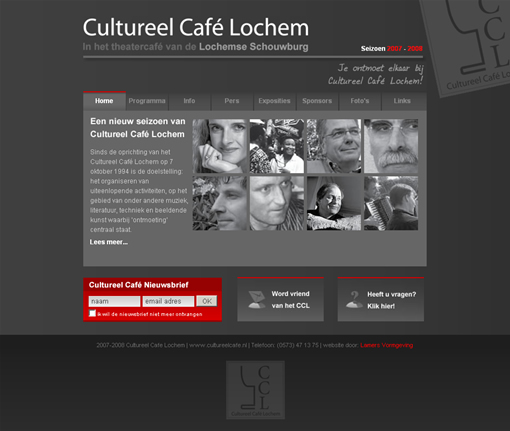 Cultureel Café Lochem
In het theatercafé van de Lochemse Schouwburg
Seizoen 2007 - 2008
Je ontmoet elkaar bij
Cultureel Café Lochem!
CCL
Cultureel Cafe Lochem
Home Programma Info Pers Exposities Sponsors Foto's Links
Een nieuw seizoen van
Cultureel Café Lochem
Sinds de oprichting van het
Cultureel Café Lochem op 7
oktober 1994 is de doelstelling:
het organiseren van
uiteenlopende activiteiten, op het
gebied van onder andere muziek,
literatuur, techniek en beeldende
kunst waarbij 'ontmoeting'
centraal staat.
Lees meer...
Cultureel Café Nieuwsbrief
naam email adres OK
Ik wil de nieuwsbrief niet meer ontvangen
Word vriend
van het CCL
Heeft u vragen?
Klik hier!
2007-2008 Cultureel Cafe Lochem | www.cultureelcafe.nl | Telefoon: (0573) 47 13 75 | website door: Lamers Vormgeving
CCL
Cultureel Cafe Lochem